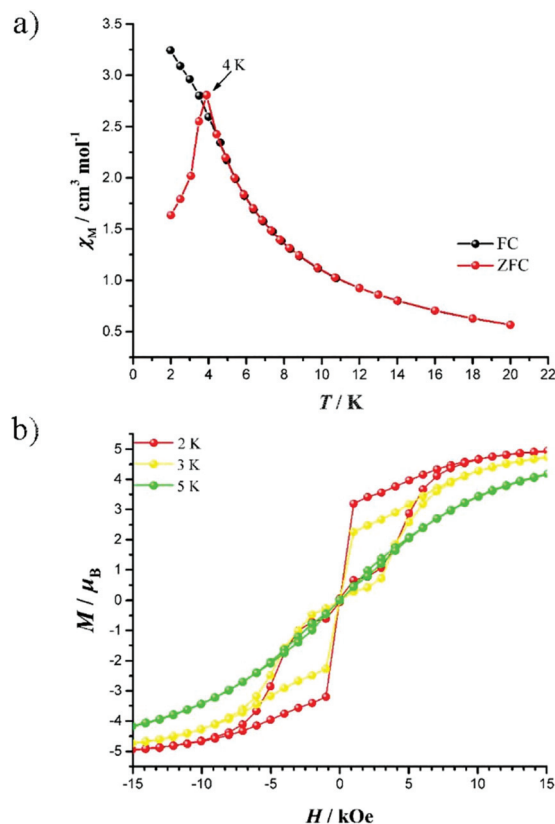 a)
3.5
3.0
2.5
2.0
1.5
1.0
0.5
χM / cm³ mol⁻¹
4 K
FC
ZFC
0 2 4 6 8 10 12 14 16 18 20 22
T / K
b)
5
4
3
2
1
0
-1
-2
-3
-4
-5
M / μB
2 K
3 K
5 K
-15 -10 -5 0 5 10 15
H / kOe